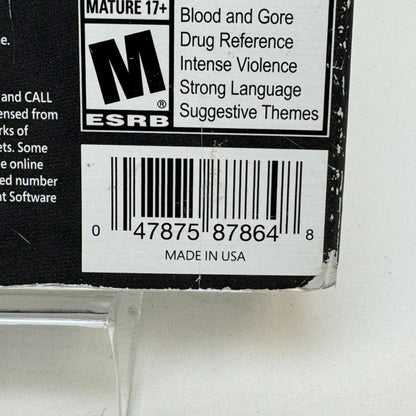 e.
and CALL
ensed from
rks of
ets. Some
e online
ed number
nt Software
MATURE 17+
M
®
ESRB
Blood and Gore
Drug Reference
Intense Violence
Strong Language
Suggestive Themes
0 47875 87864 8
MADE IN USA